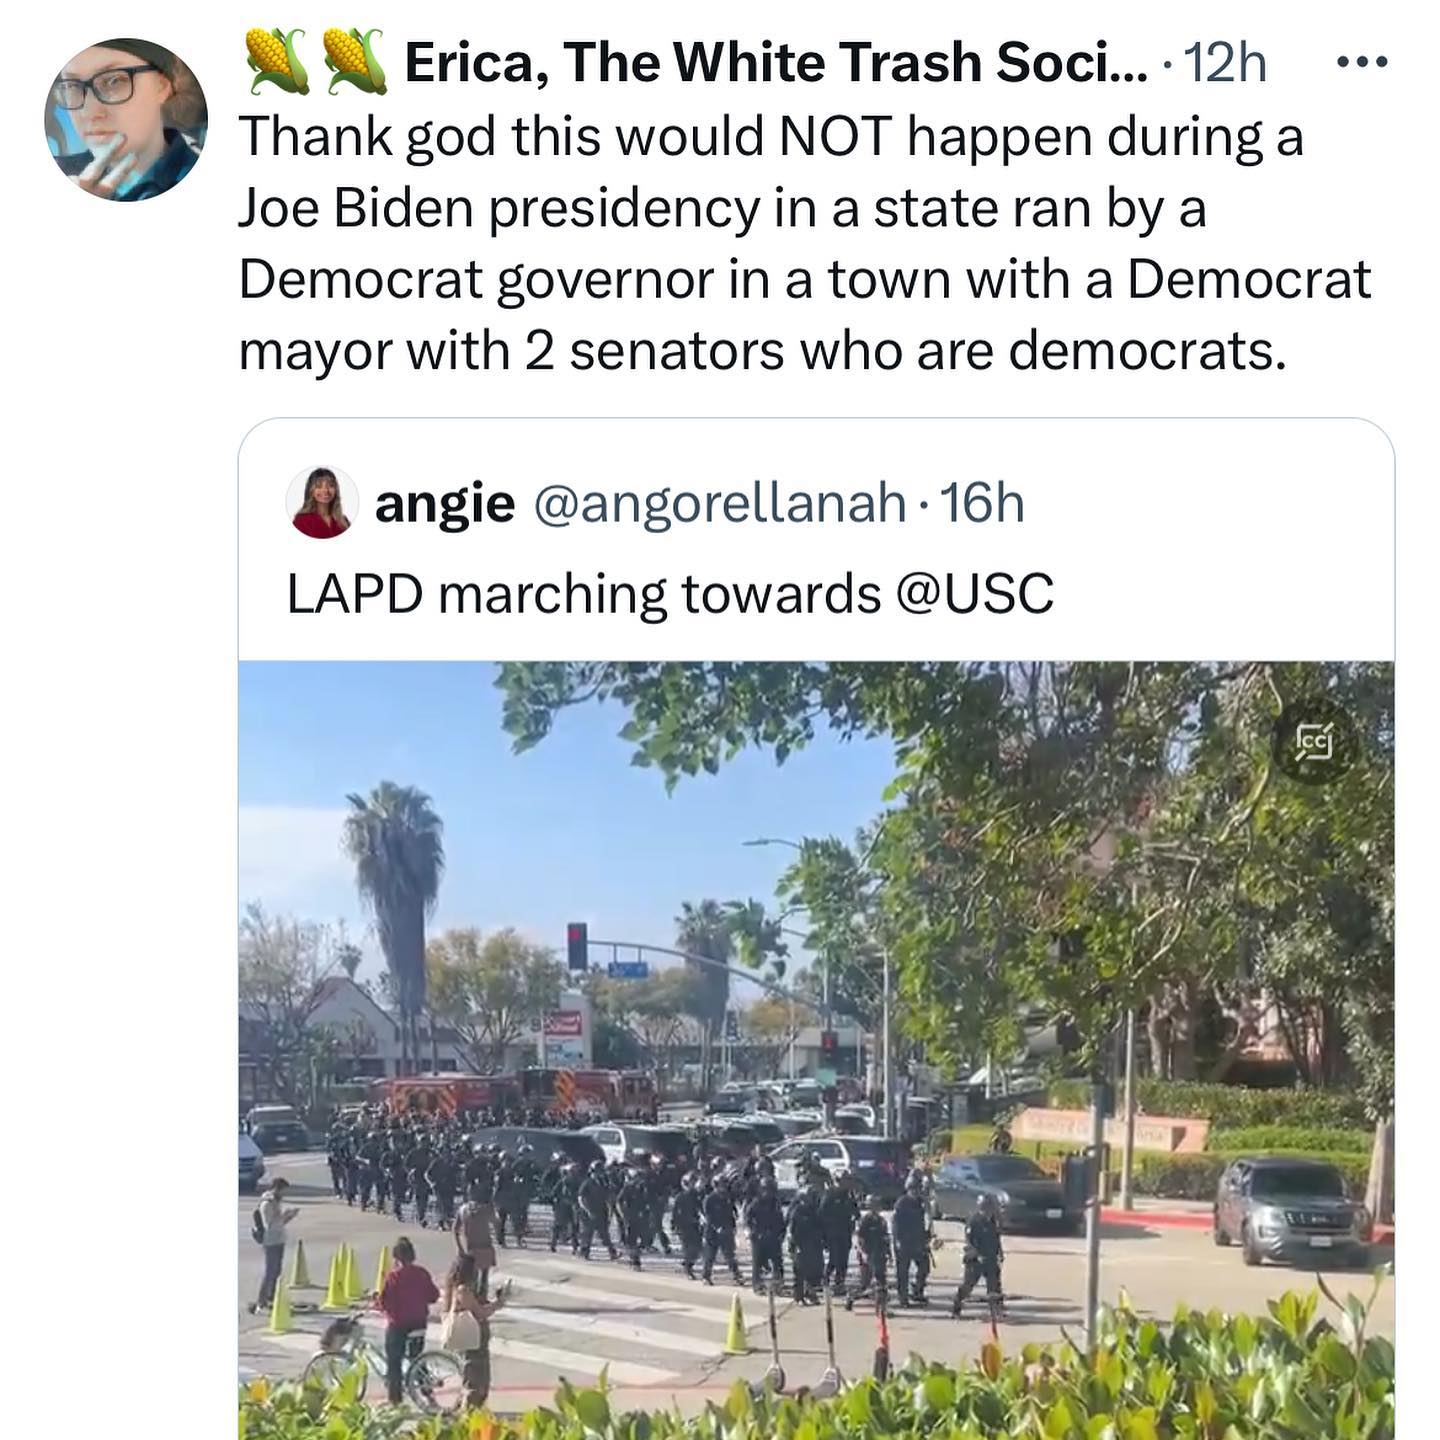 🌽🌽 Erica, The White Trash Soci... · 12h
Thank god this would NOT happen during a
Joe Biden presidency in a state ran by a
Democrat governor in a town with a Democrat
mayor with 2 senators who are democrats.
angie @angorellanah · 16h
LAPD marching towards @USC
CC